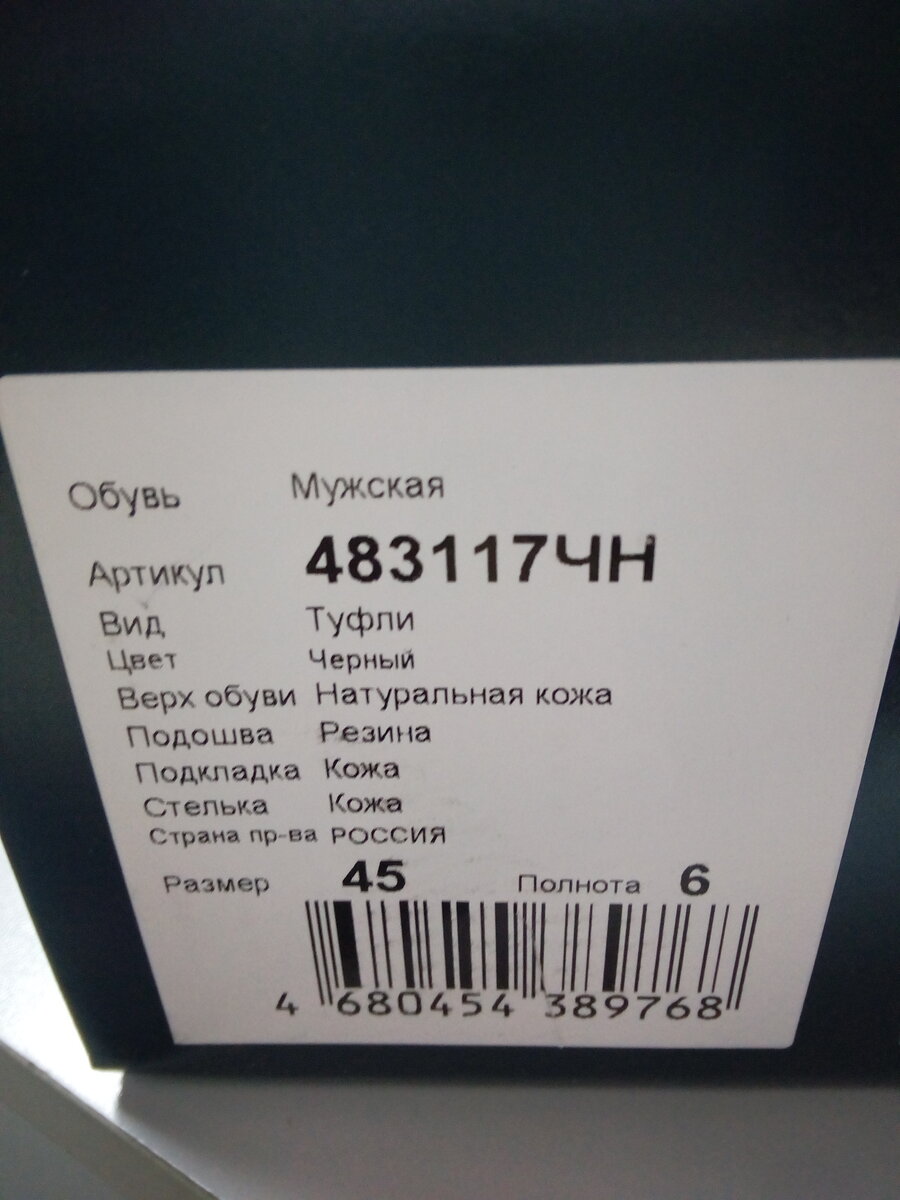 Обувь Мужская
Артикул 483117ЧН
Вид Туфли
Цвет Черный
Верх обуви Натуральная кожа
Подошва Резина
Подкладка Кожа
Стелька Кожа
Страна пр-ва РОССИЯ
Размер 45 Полнота 6
4 680454 389768